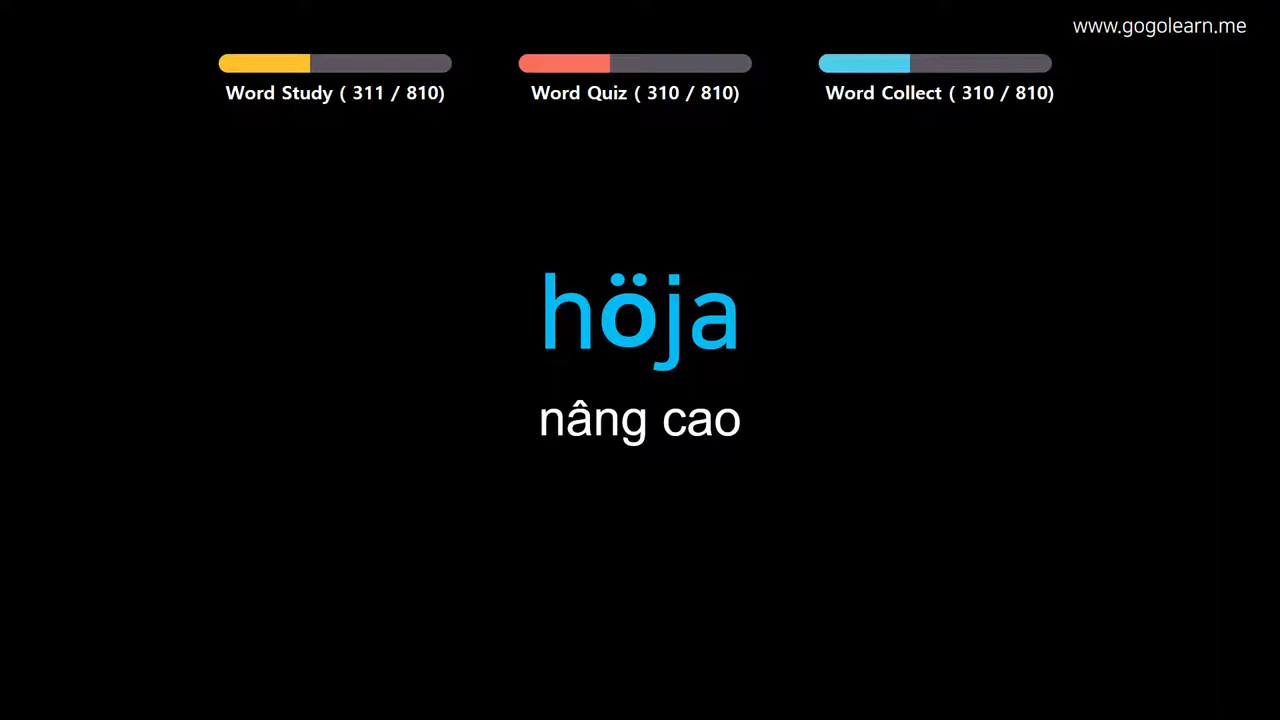 www.gogolearn.me
Word Study ( 311 / 810)
Word Quiz ( 310 / 810)
Word Collect ( 310 / 810)
höja
nâng cao